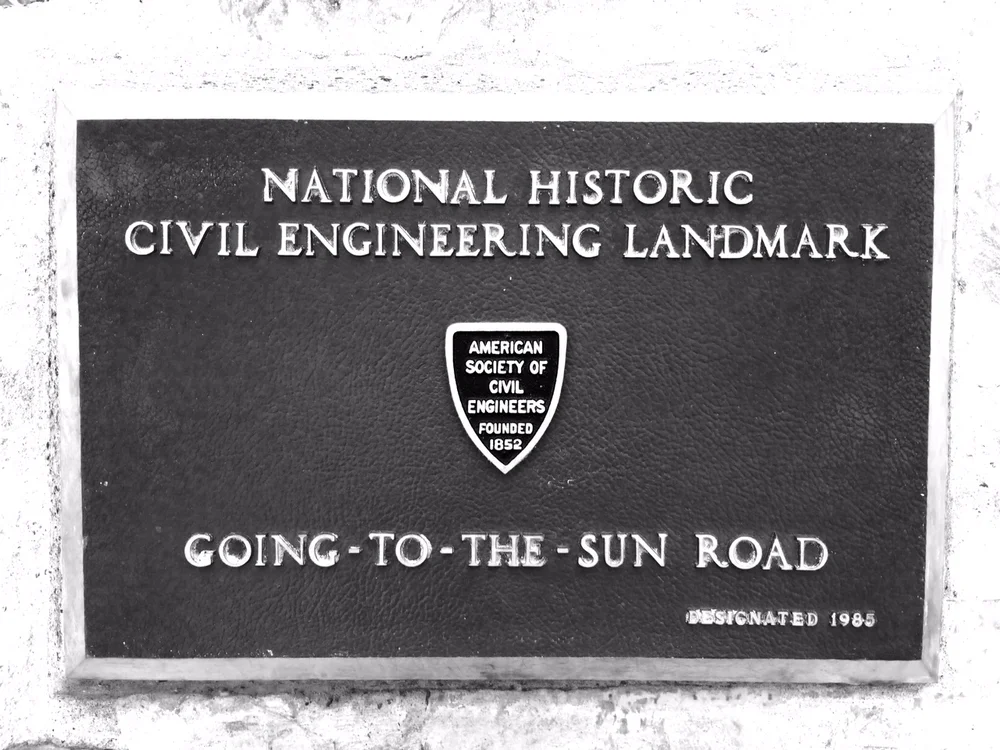 NATIONAL HISTORIC
CIVIL ENGINEERING LANDMARK
AMERICAN
SOCIETY OF
CIVIL
ENGINEERS
FOUNDED
1852
GOING-TO-THE-SUN ROAD
DESIGNATED 1985